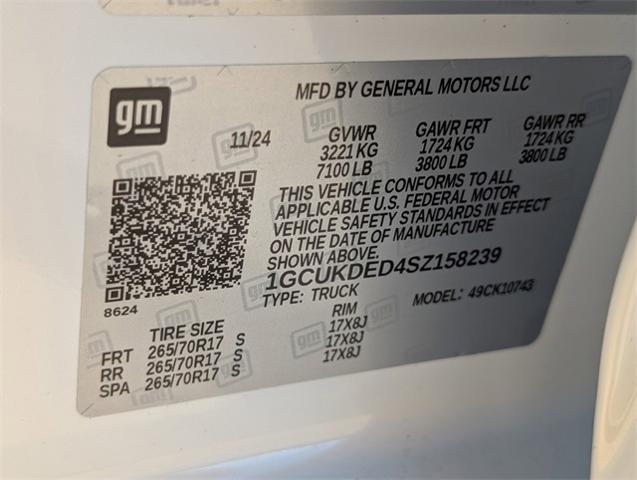 gm
MFD BY GENERAL MOTORS LLC
11/24 GVWR GAWR FRT GAWR RR
3221 KG 1724 KG 1724 KG
7100 LB 3800 LB 3800 LB
THIS VEHICLE CONFORMS TO ALL
APPLICABLE U.S. FEDERAL MOTOR
VEHICLE SAFETY STANDARDS IN EFFECT
ON THE DATE OF MANUFACTURE
SHOWN ABOVE.
1GCUKDED4SZ158239
8624
TYPE: TRUCK MODEL: 49CK10743
TIRE SIZE RIM
FRT 265/70R17 S 17X8J
RR 265/70R17 S 17X8J
SPA 265/70R17 S 17X8J